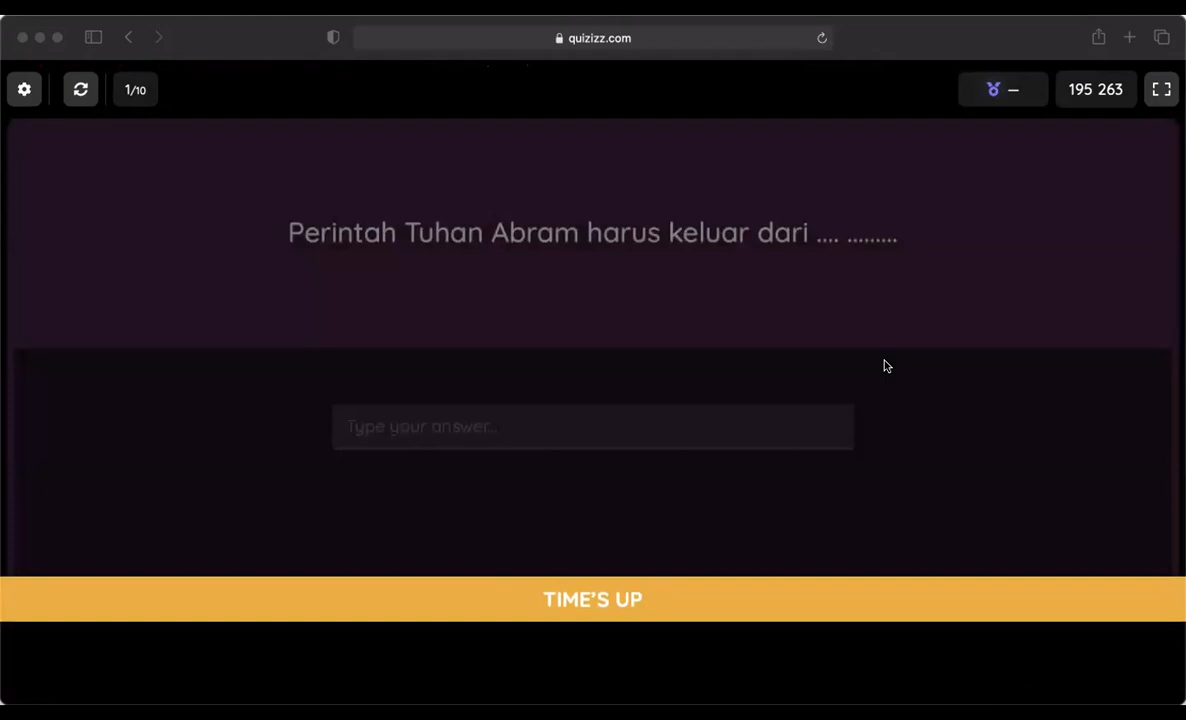 quizizz.com
1/10
–
195 263
Perintah Tuhan Abram harus keluar dari .... .........
Type your answer...
TIME'S UP